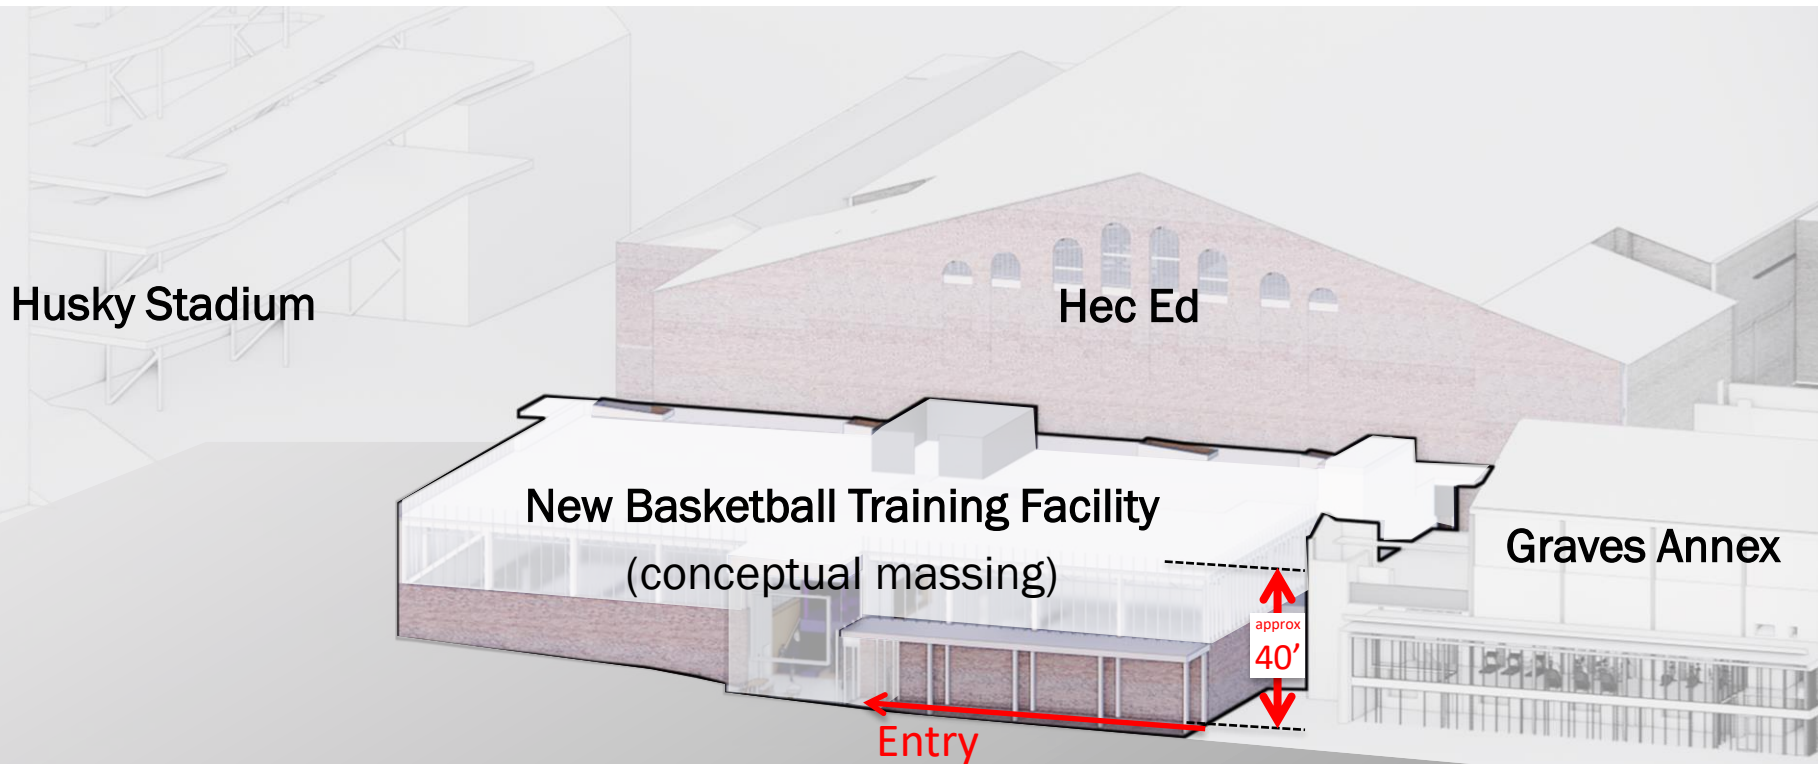 Husky Stadium
Hec Ed
New Basketball Training Facility
(conceptual massing)
Graves Annex
approx
40’
Entry